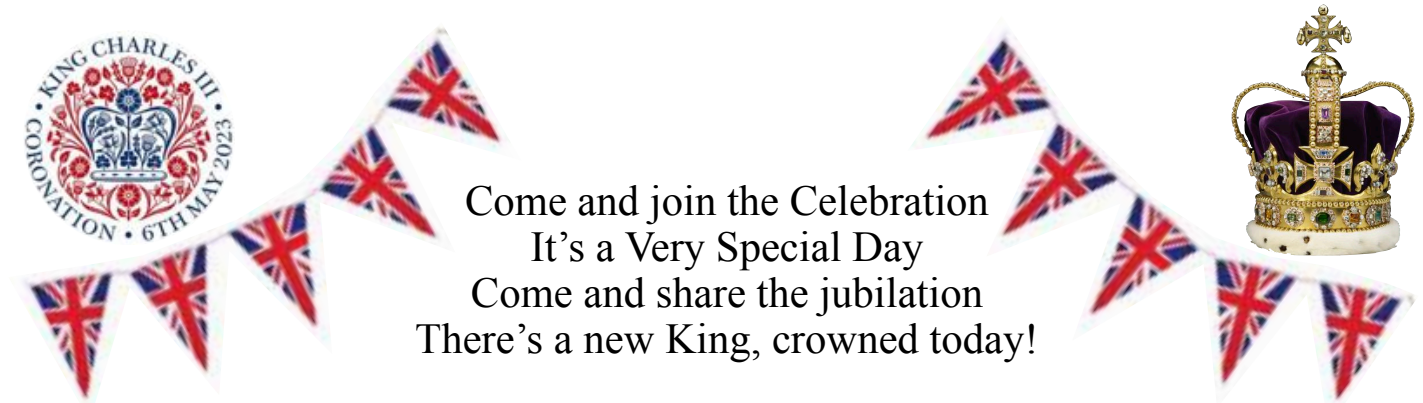 KING CHARLES III · CORONATION · 6TH MAY 2023 ·
Come and join the Celebration
It’s a Very Special Day
Come and share the jubilation
There’s a new King, crowned today!